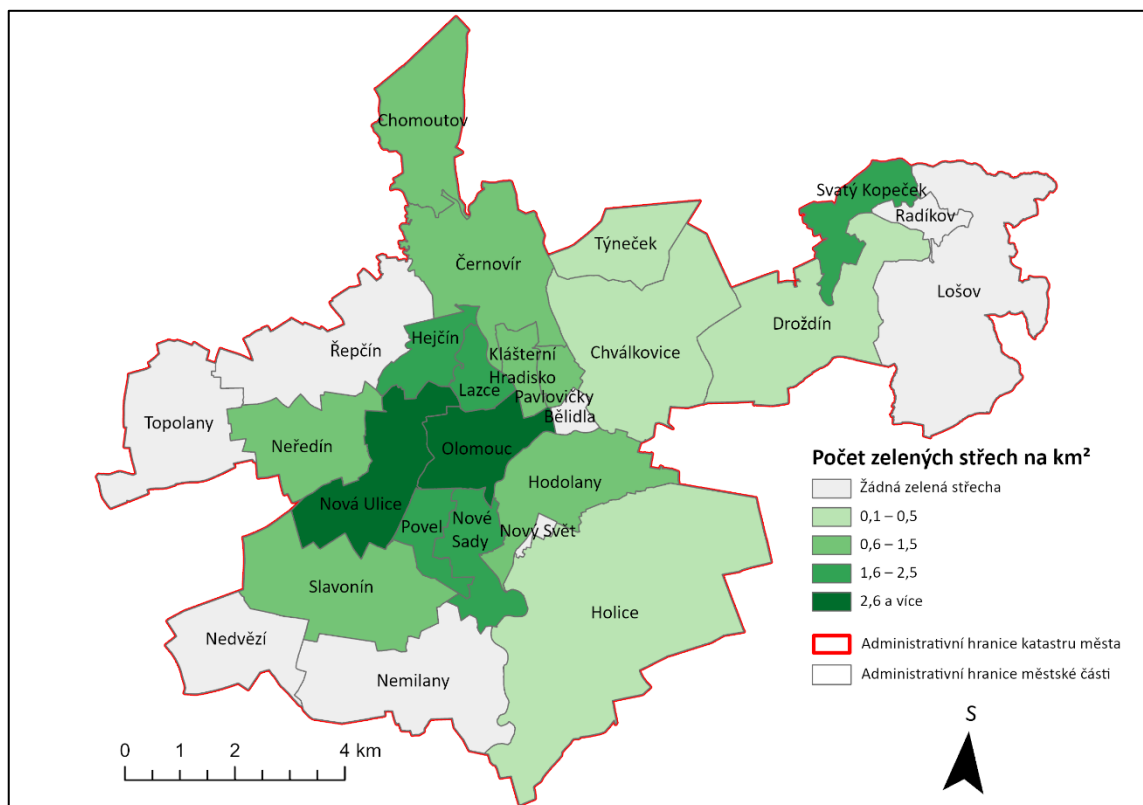 Chomoutov
Svatý Kopeček
Radíkov
Týneček
Černovír
Lošov
Droždín
Hejčín
Řepčín
Klášterní
Hradisko
Chválkovice
Lazce
Pavlovičky
Bělidla
Topolany
Neředín
Olomouc
Hodolany
Nová Ulice
Povel
Nové
Sady
Nový Svět
Slavonín
Holice
Nedvězí
Nemilany
Počet zelených střech na km²
Žádná zelená střecha
0,1 – 0,5
0,6 – 1,5
1,6 – 2,5
2,6 a více
Administrativní hranice katastru města
Administrativní hranice městské části
S
0 1 2 4 km